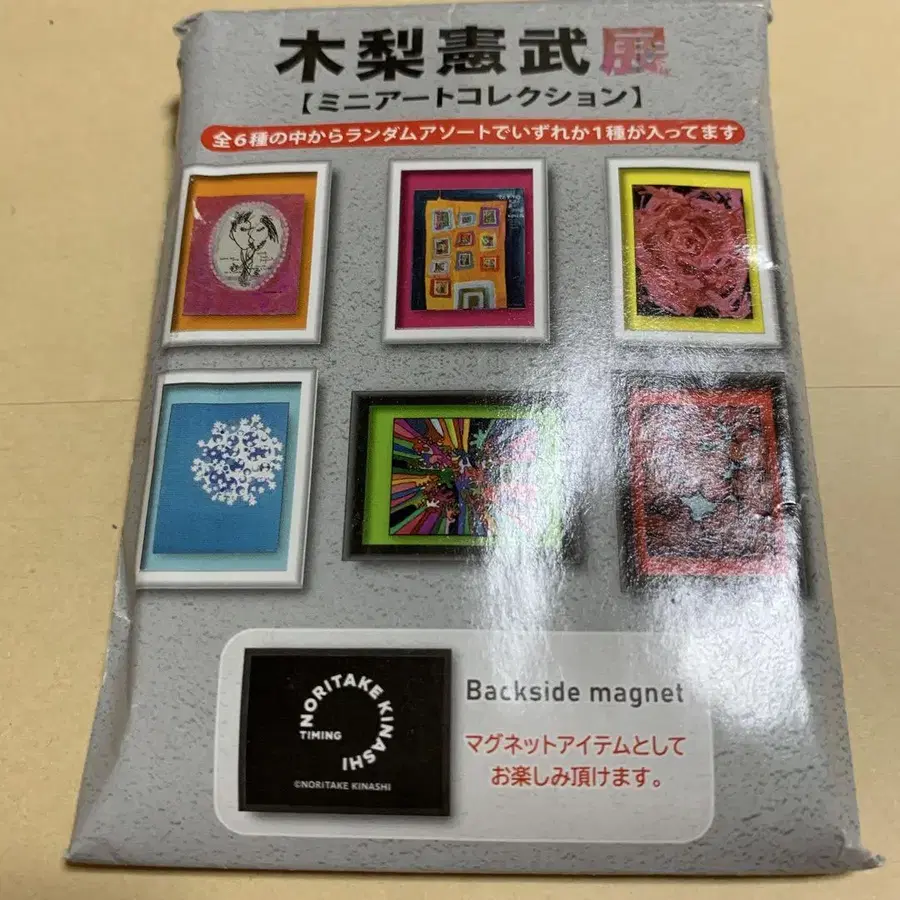 木梨憲武展
【ミニアートコレクション】
全6種の中からランダムアソートでいずれか1種が入ってます
NORITAKE KINASHI
TIMING
©NORITAKE KINASHI
Backside magnet
マグネットアイテムとして
お楽しみ頂けます。